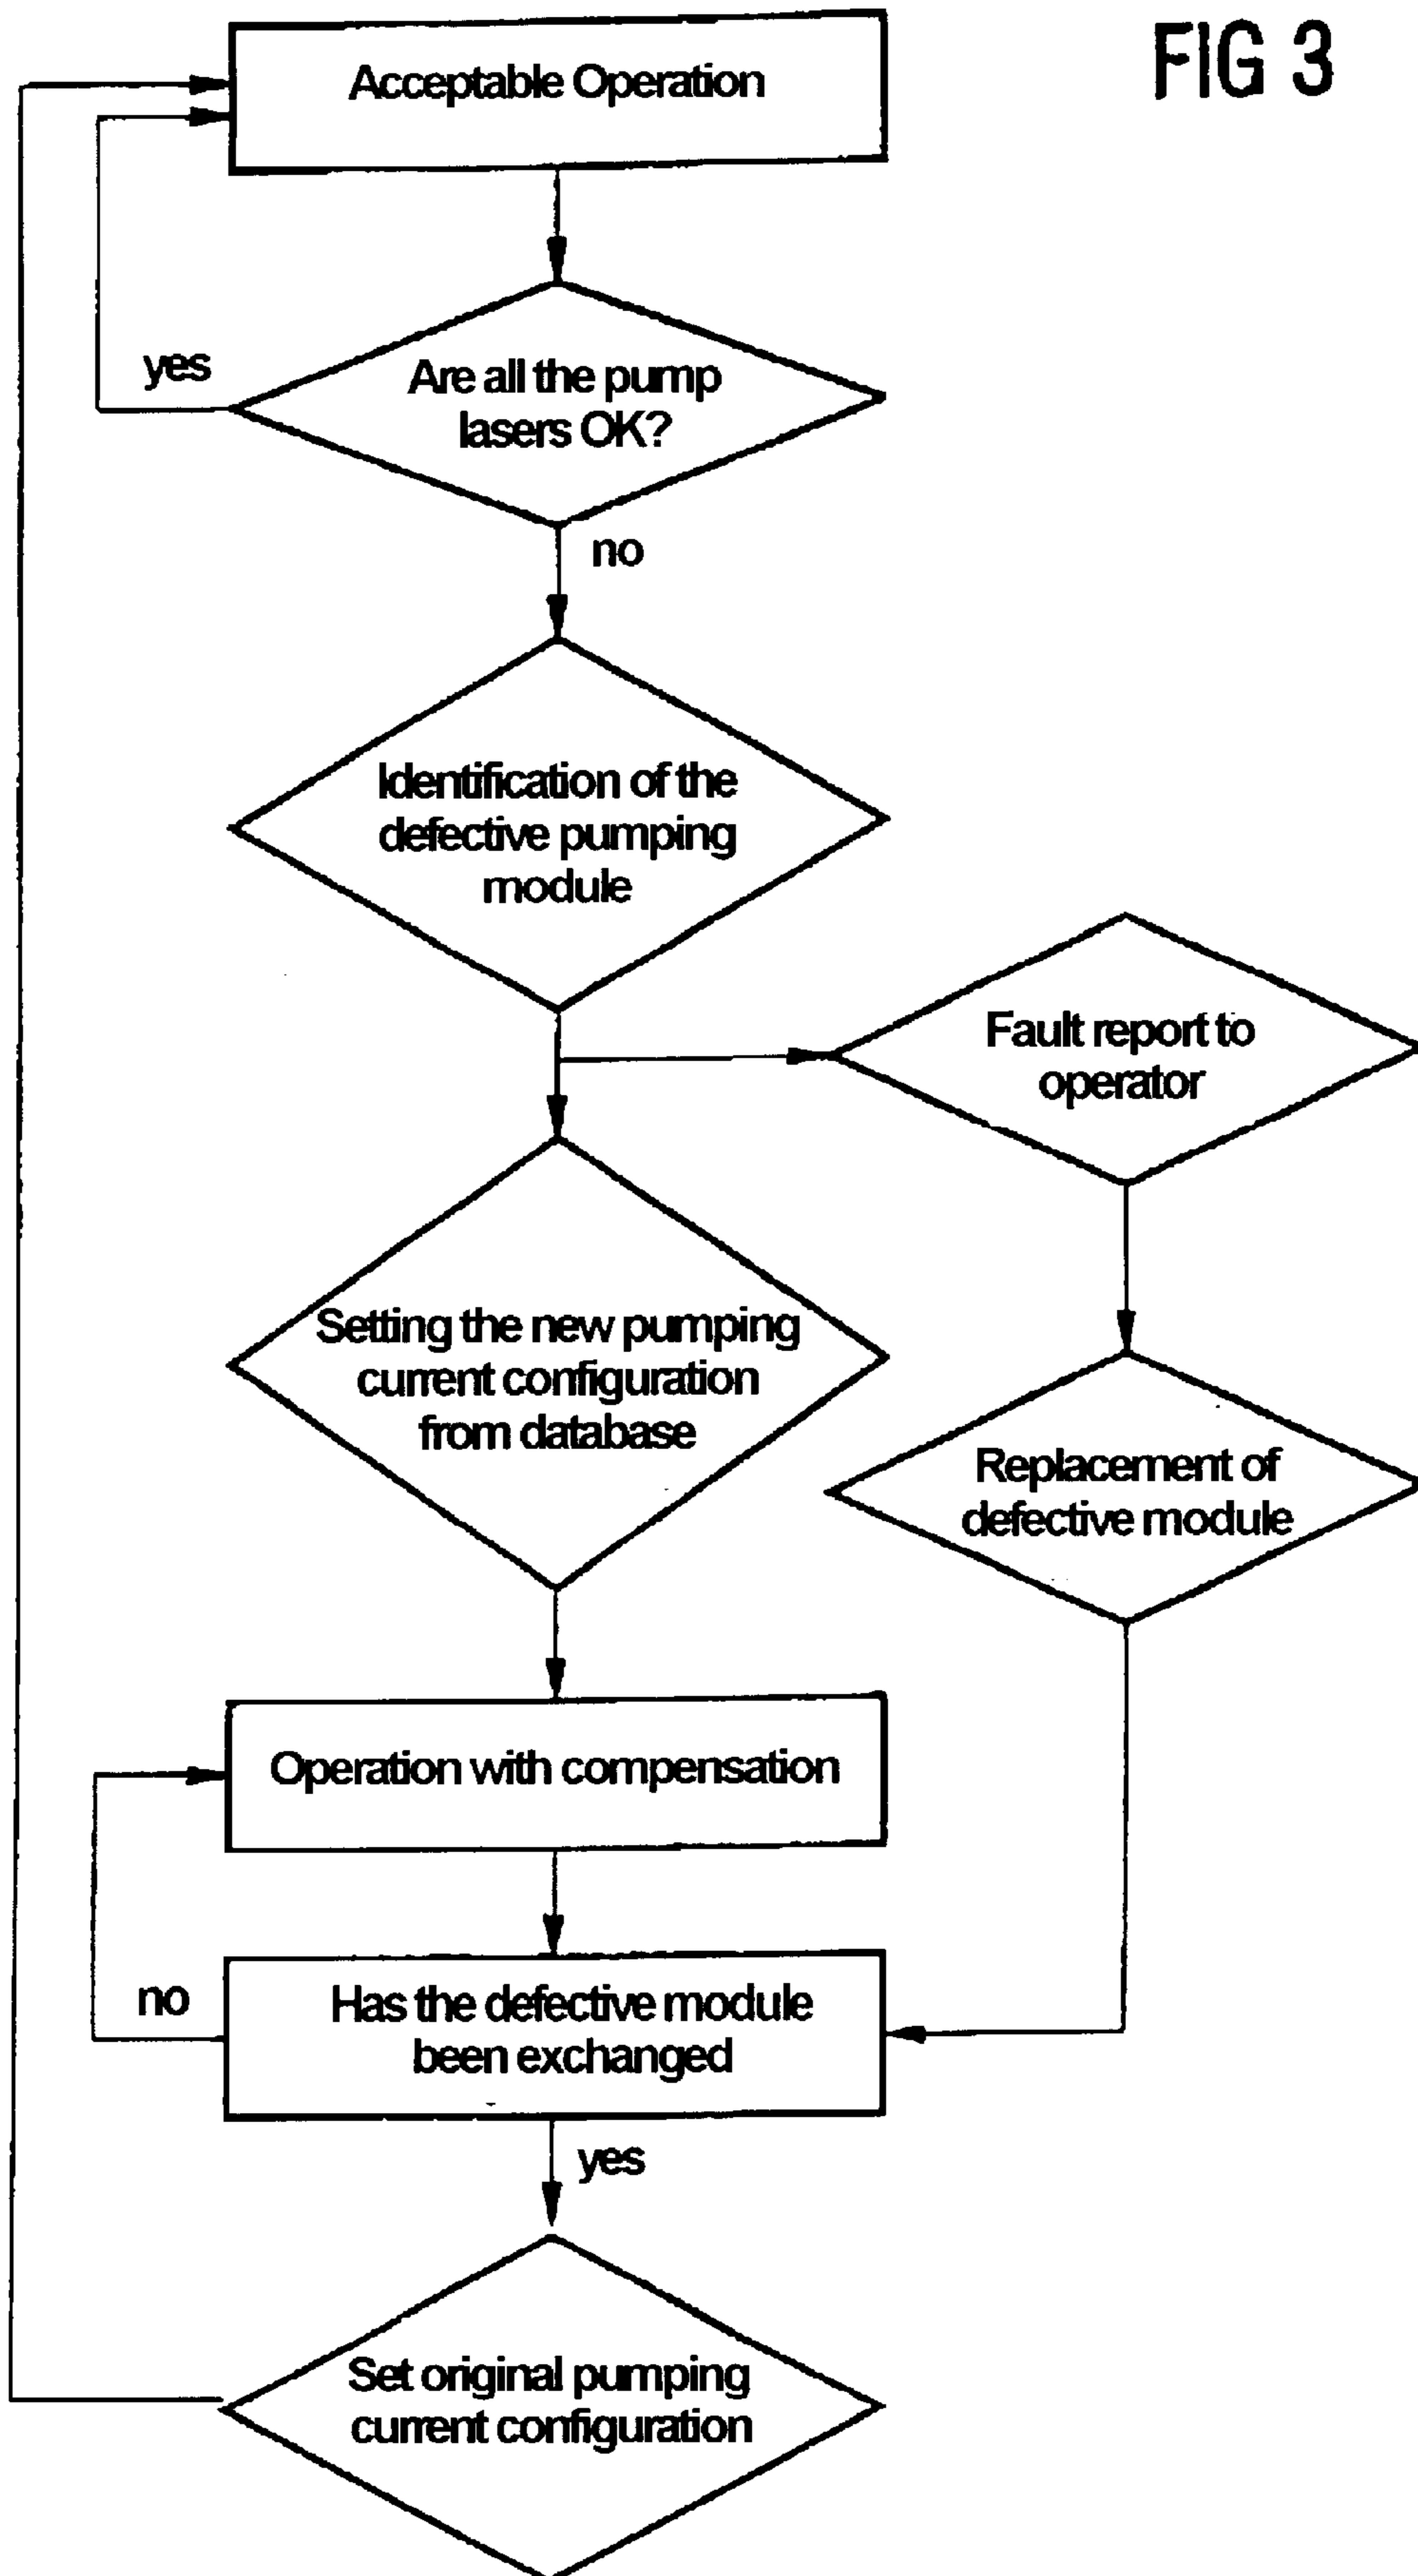 FIG 3
Acceptable Operation
yes
Are all the pump
lasers OK?
no
Identification of the
defective pumping
module
Fault report to
operator
Setting the new pumping
current configuration
from database
Replacement of
defective module
Operation with compensation
no
Has the defective module
been exchanged
yes
Set original pumping
current configuration